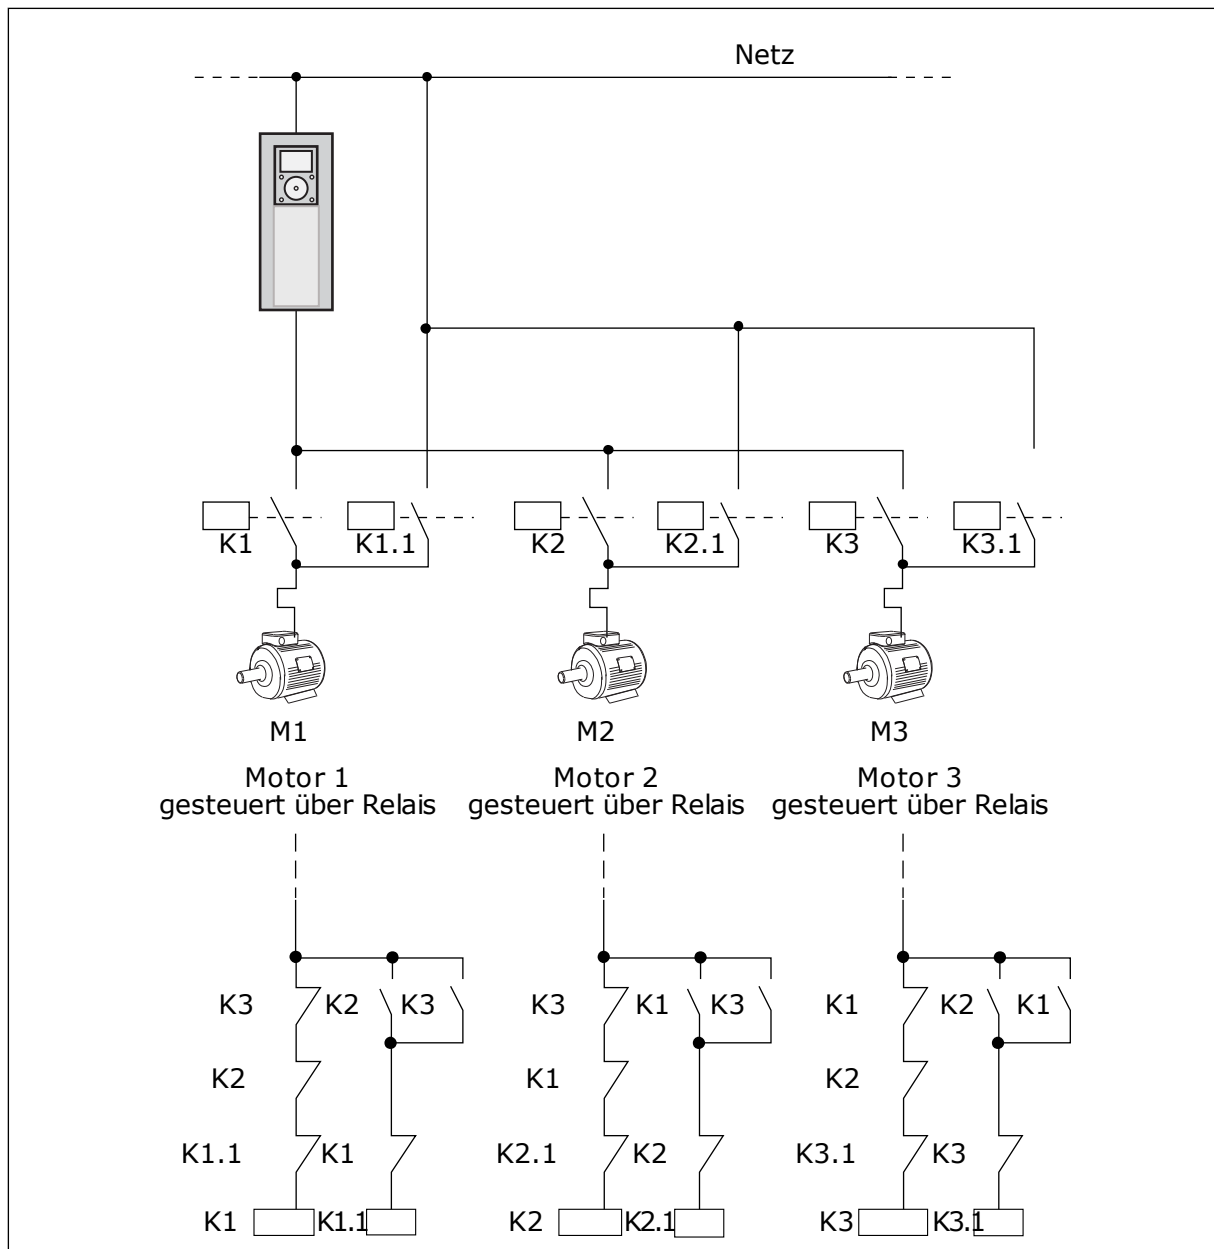 Netz
K1
K1.1
K2
K2.1
K3
K3.1
M1
M2
M3
Motor 1
gesteuert über Relais
Motor 2
gesteuert über Relais
Motor 3
gesteuert über Relais
K3
K2
K3
K3
K1
K3
K1
K2
K1
K2
K1
K2
K1.1
K1
K2.1
K2
K3.1
K3
K1
K1.1
K2
K2.1
K3
K3.1